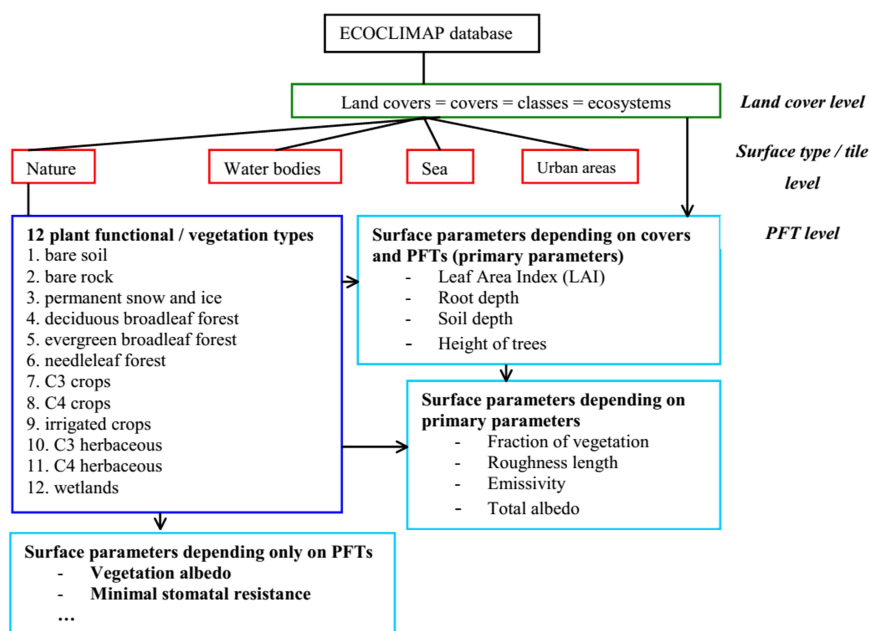 ECOCLIMAP database
Land covers = covers = classes = ecosystems
Land cover level
Nature
Water bodies
Sea
Urban areas
Surface type / tile
level
12 plant functional / vegetation types
1. bare soil
2. bare rock
3. permanent snow and ice
4. deciduous broadleaf forest
5. evergreen broadleaf forest
6. needleleaf forest
7. C3 crops
8. C4 crops
9. irrigated crops
10. C3 herbaceous
11. C4 herbaceous
12. wetlands
Surface parameters depending on covers
and PFTs (primary parameters)
- Leaf Area Index (LAI)
- Root depth
- Soil depth
- Height of trees
PFT level
Surface parameters depending on
primary parameters
- Fraction of vegetation
- Roughness length
- Emissivity
- Total albedo
Surface parameters depending only on PFTs
- Vegetation albedo
- Minimal stomatal resistance
...